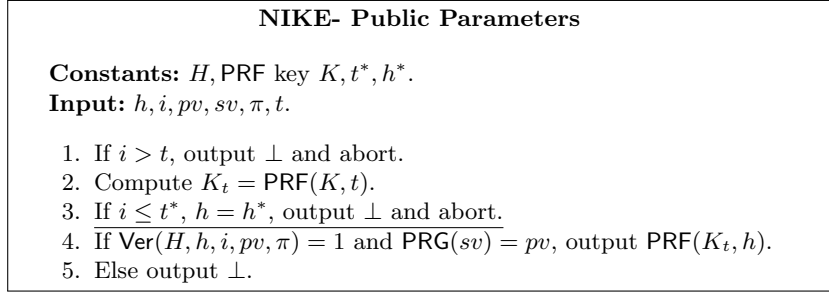 NIKE- Public Parameters
Constants: H, PRF key K, t*, h*.
Input: h, i, pv, sv, π, t.
1. If i > t, output ⊥ and abort.
2. Compute K_t = PRF(K, t).
3. If i ≤ t*, h = h*, output ⊥ and abort.
4. If Ver(H, h, i, pv, π) = 1 and PRG(sv) = pv, output PRF(K_t, h).
5. Else output ⊥.